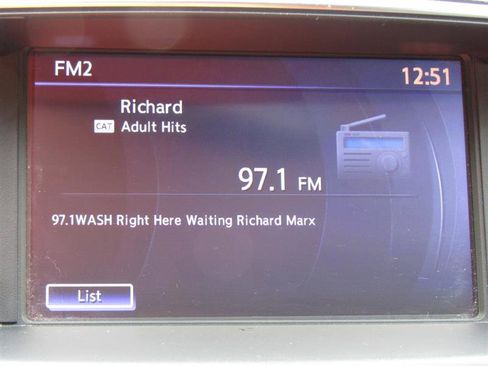 FM2 12:51
Richard
CAT Adult Hits
97.1 FM
97.1WASH Right Here Waiting Richard Marx
List